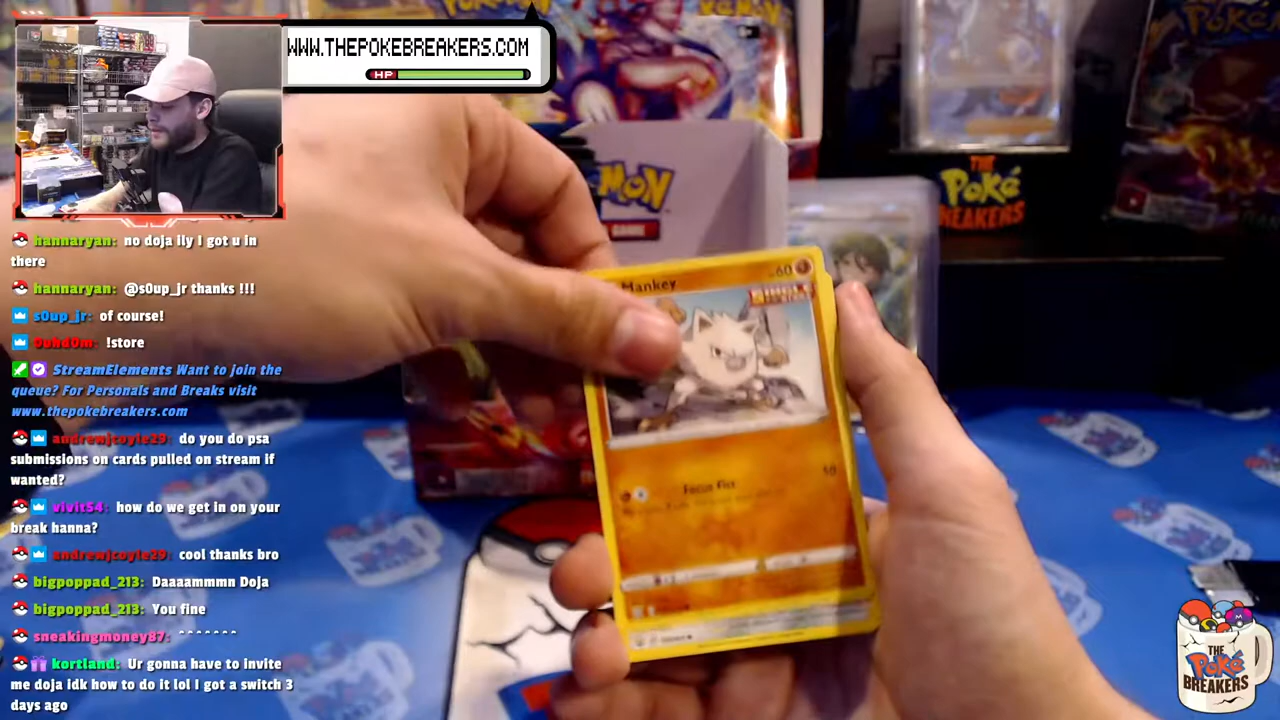 WWW.THEPOKEBREAKERS.COM
HP
hannaryan: no doja ily I got u in
there
hannaryan: @s0up_jr thanks !!!
s0up_jr: of course!
0uhd0m: !store
StreamElements Want to join the
queue? For Personals and Breaks visit
www.thepokebreakers.com
andrewjcoyle29: do you do psa
submissions on cards pulled on stream if
wanted?
vivit54: how do we get in on your
break hanna?
andrewjcoyle29: cool thanks bro
bigpoppad_213: Daaaammmn Doja
bigpoppad_213: You fine
sneakingmoney87: ^^^^^^^
kortland: Ur gonna have to invite
me doja idk how to do it lol I got a switch 3
days ago
Mankey
60
Focus Fist
50
THE
Poké
BREAKERS
THE
Poké
BREAKERS